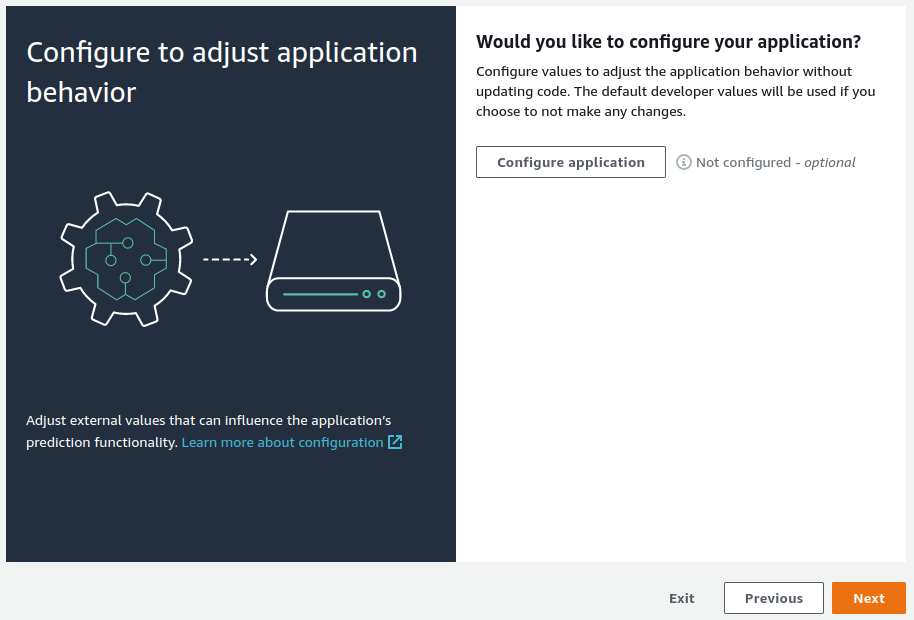 Configure to adjust application
behavior
Adjust external values that can influence the application's
prediction functionality. Learn more about configuration
Would you like to configure your application?
Configure values to adjust the application behavior without
updating code. The default developer values will be used if you
choose to not make any changes.
Configure application
Not configured - optional
Exit
Previous
Next